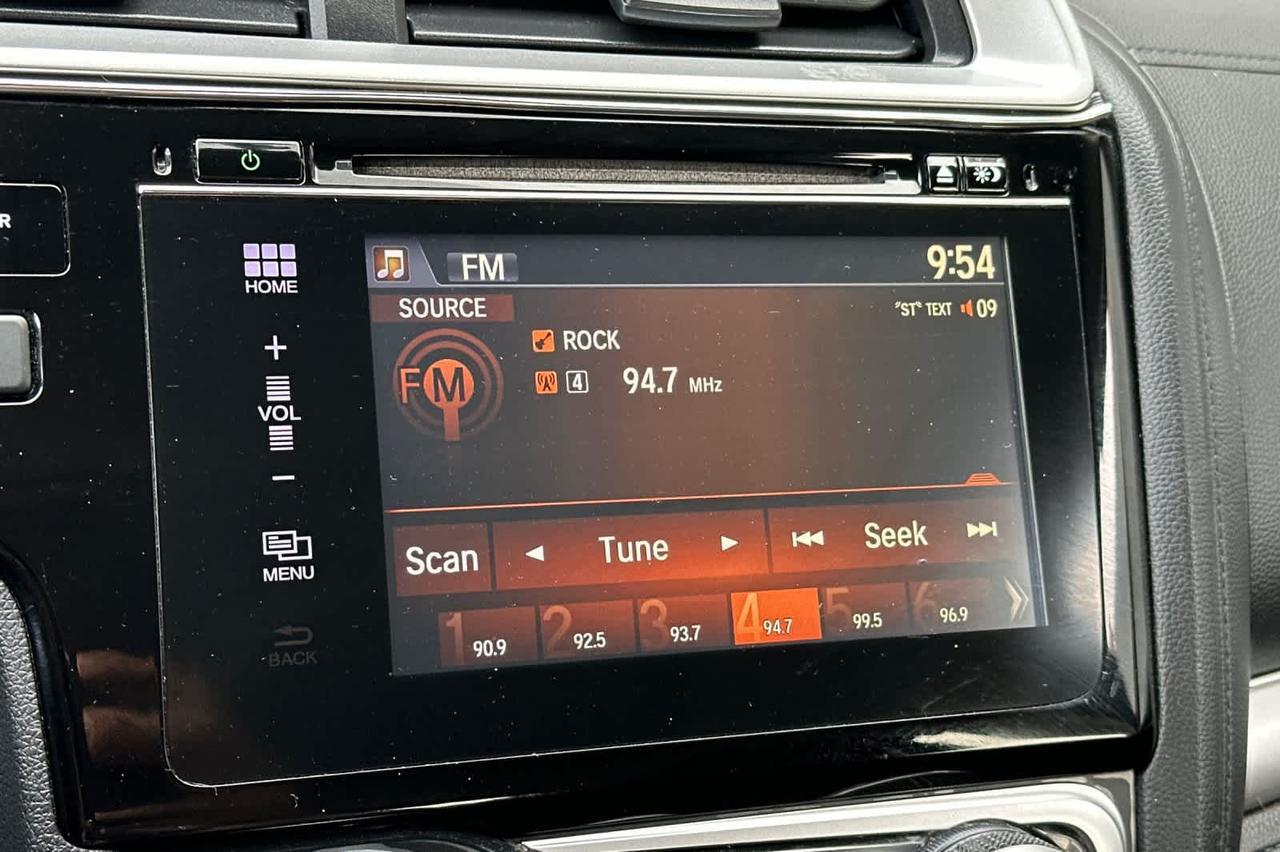 R
HOME
+
VOL
−
MENU
BACK
FM
9:54
SOURCE
"ST" TEXT 09
FM
ROCK
4 94.7 MHz
Scan
Tune
Seek
1 90.9
2 92.5
3 93.7
4 94.7
5 99.5
6 96.9